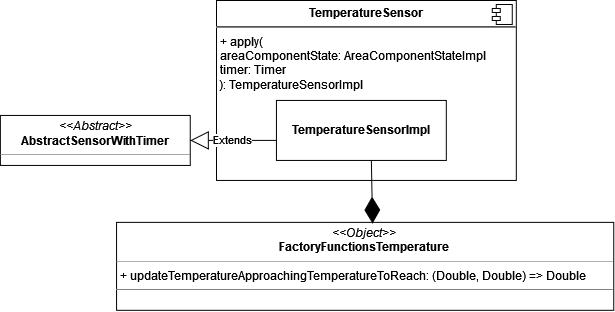 TemperatureSensor
+ apply(
areaComponentState: AreaComponentStateImpl
timer: Timer
): TemperatureSensorImpl
TemperatureSensorImpl
<<Abstract>>
AbstractSensorWithTimer
Extends
<<Object>>
FactoryFunctionsTemperature
+ updateTemperatureApproachingTemperatureToReach: (Double, Double) => Double